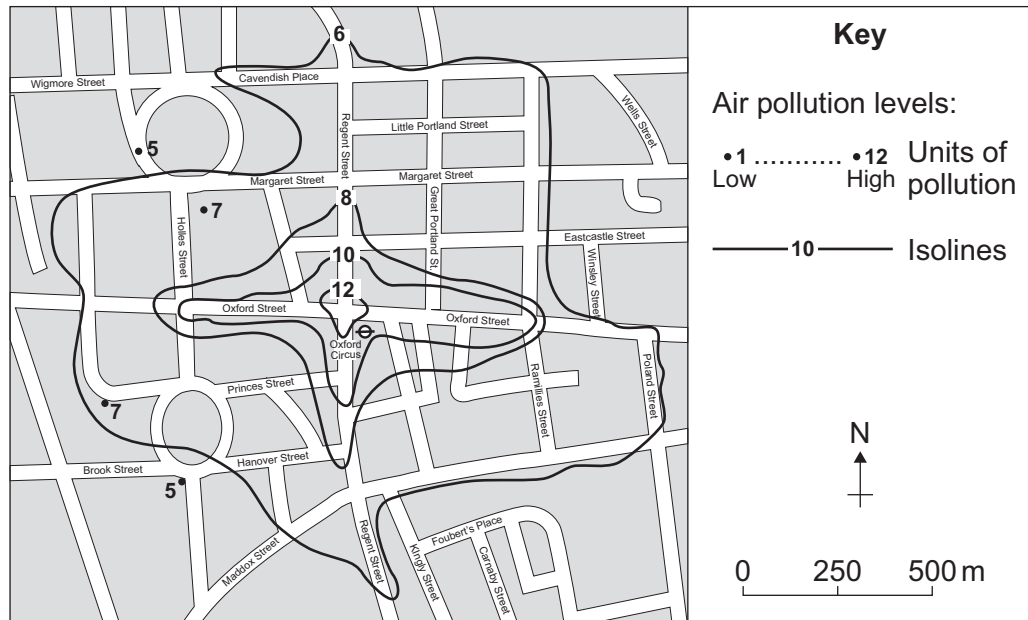 6
Wigmore Street
Cavendish Place
Wells Street
Little Portland Street
Regent Street
5
Margaret Street
Margaret Street
8
7
Great Portland St.
Holles Street
Eastcastle Street
Winsley Street
10
12
Oxford Street
Oxford Street
Oxford
Circus
Princes Street
Ramillies Street
Poland Street
7
Brook Street
Hanover Street
5
Maddox Street
Regent Street
Kingly Street
Foubert's Place
Carnaby Street
Key
Air pollution levels:
•1 ........... •12 Units of
Low High pollution
10 Isolines
N
0 250 500 m